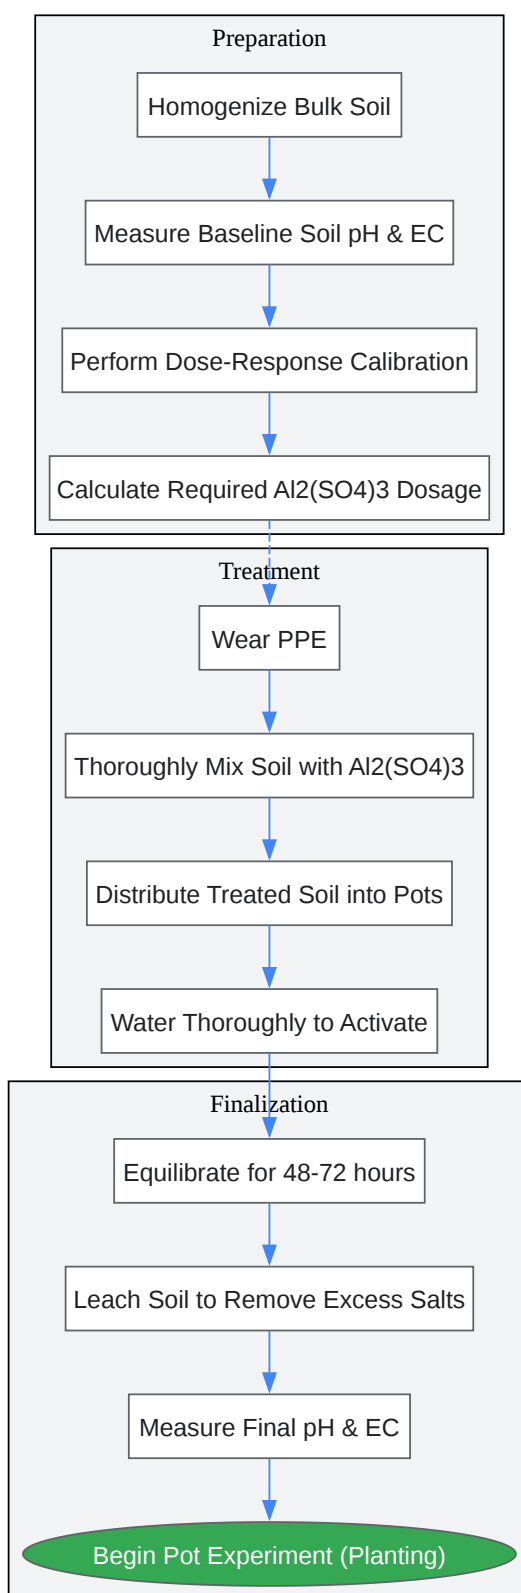 Preparation
Homogenize Bulk Soil
Measure Baseline Soil pH & EC
Perform Dose-Response Calibration
Calculate Required Al2(SO4)3 Dosage
Treatment
Wear PPE
Thoroughly Mix Soil with Al2(SO4)3
Distribute Treated Soil into Pots
Water Thoroughly to Activate
Finalization
Equilibrate for 48-72 hours
Leach Soil to Remove Excess Salts
Measure Final pH & EC
Begin Pot Experiment (Planting)